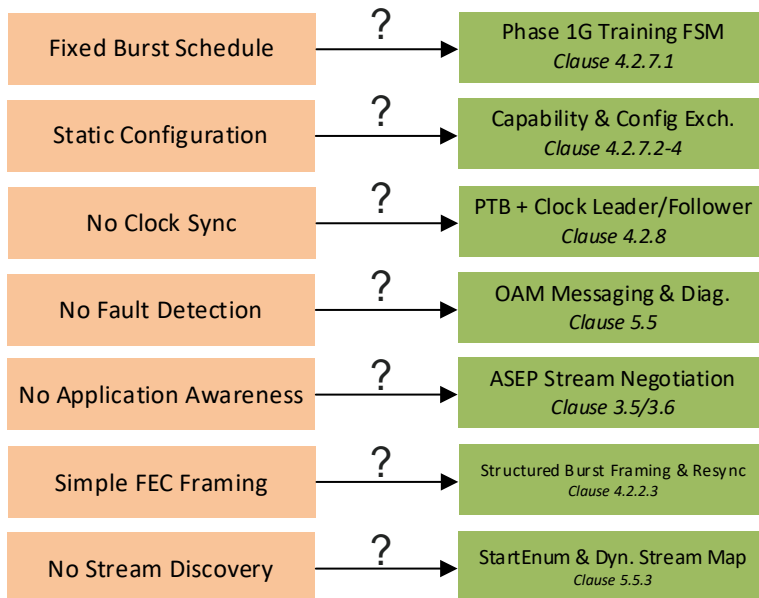 ?
Fixed Burst Schedule
Phase 1G Training FSM
Clause 4.2.7.1
?
Static Configuration
Capability & Config Exch.
Clause 4.2.7.2-4
?
No Clock Sync
PTB + Clock Leader/Follower
Clause 4.2.8
?
No Fault Detection
OAM Messaging & Diag.
Clause 5.5
?
No Application Awareness
ASEP Stream Negotiation
Clause 3.5/3.6
?
Simple FEC Framing
Structured Burst Framing & Resync
Clause 4.2.2.3
?
No Stream Discovery
StartEnum & Dyn. Stream Map
Clause 5.5.3